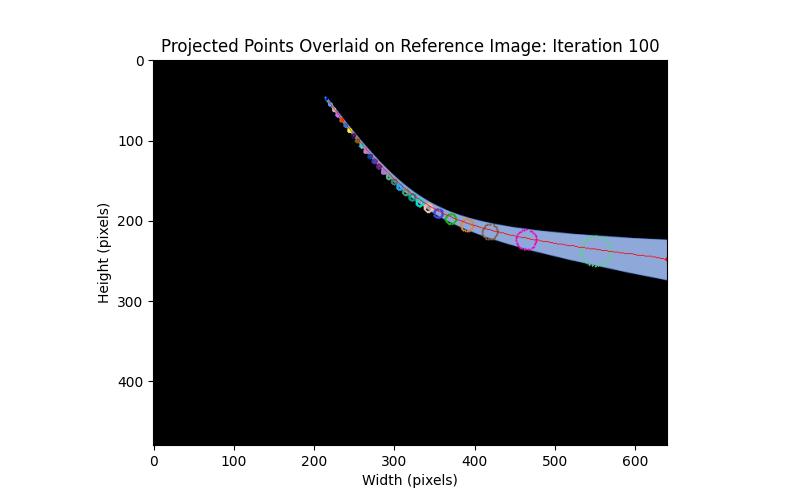 Projected Points Overlaid on Reference Image: Iteration 100
0
100
200
300
400
Height (pixels)
0 100 200 300 400 500 600
Width (pixels)